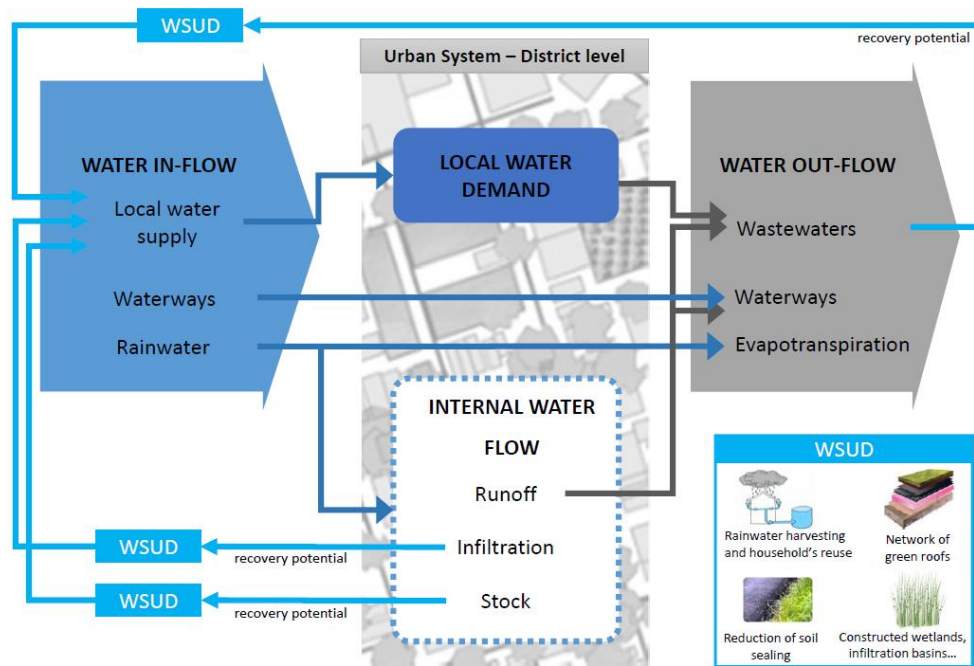 WSUD
recovery potential
Urban System – District level
WATER IN-FLOW
Local water
supply
Waterways
Rainwater
LOCAL WATER
DEMAND
INTERNAL WATER
FLOW
Runoff
Infiltration
Stock
WATER OUT-FLOW
Wastewaters
Waterways
Evapotranspiration
WSUD
recovery potential
WSUD
recovery potential
WSUD
Rainwater harvesting
and household's reuse
Network of
green roofs
Reduction of soil
sealing
Constructed wetlands,
infiltration basins...